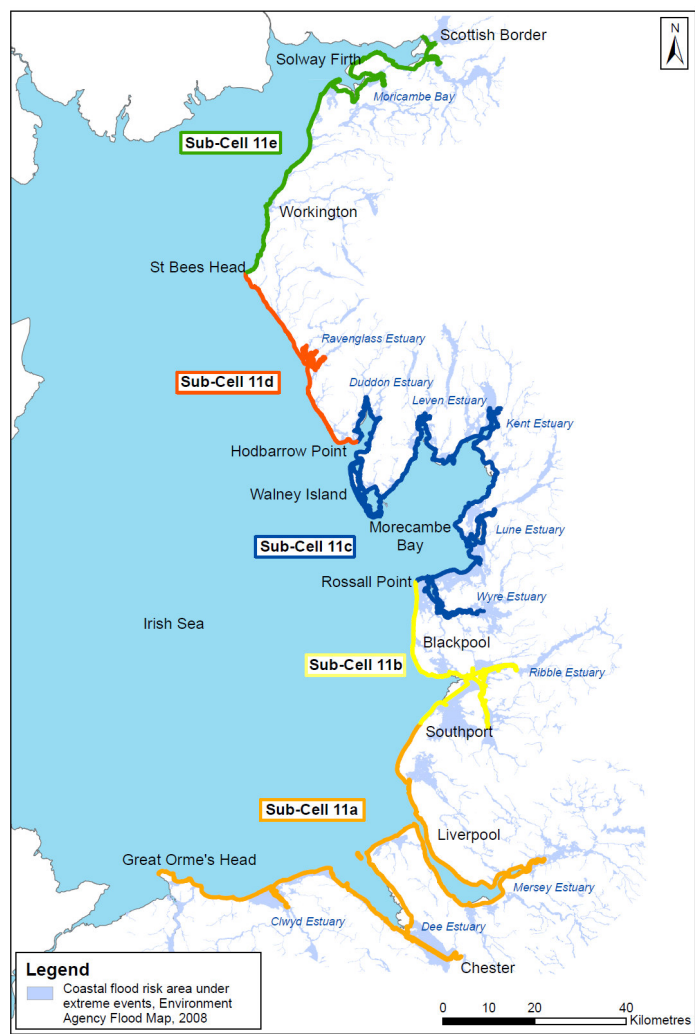 N
Scottish Border
Solway Firth
Moricambe Bay
Sub-Cell 11e
Workington
St Bees Head
Ravenglass Estuary
Sub-Cell 11d
Duddon Estuary
Leven Estuary
Kent Estuary
Hodbarrow Point
Walney Island
Morecambe
Bay
Lune Estuary
Sub-Cell 11c
Rossall Point
Wyre Estuary
Irish Sea
Blackpool
Sub-Cell 11b
Ribble Estuary
Southport
Sub-Cell 11a
Liverpool
Great Orme's Head
Mersey Estuary
Clwyd Estuary
Dee Estuary
Chester
Legend
Coastal flood risk area under
extreme events, Environment
Agency Flood Map, 2008
0 10 20 40
Kilometres